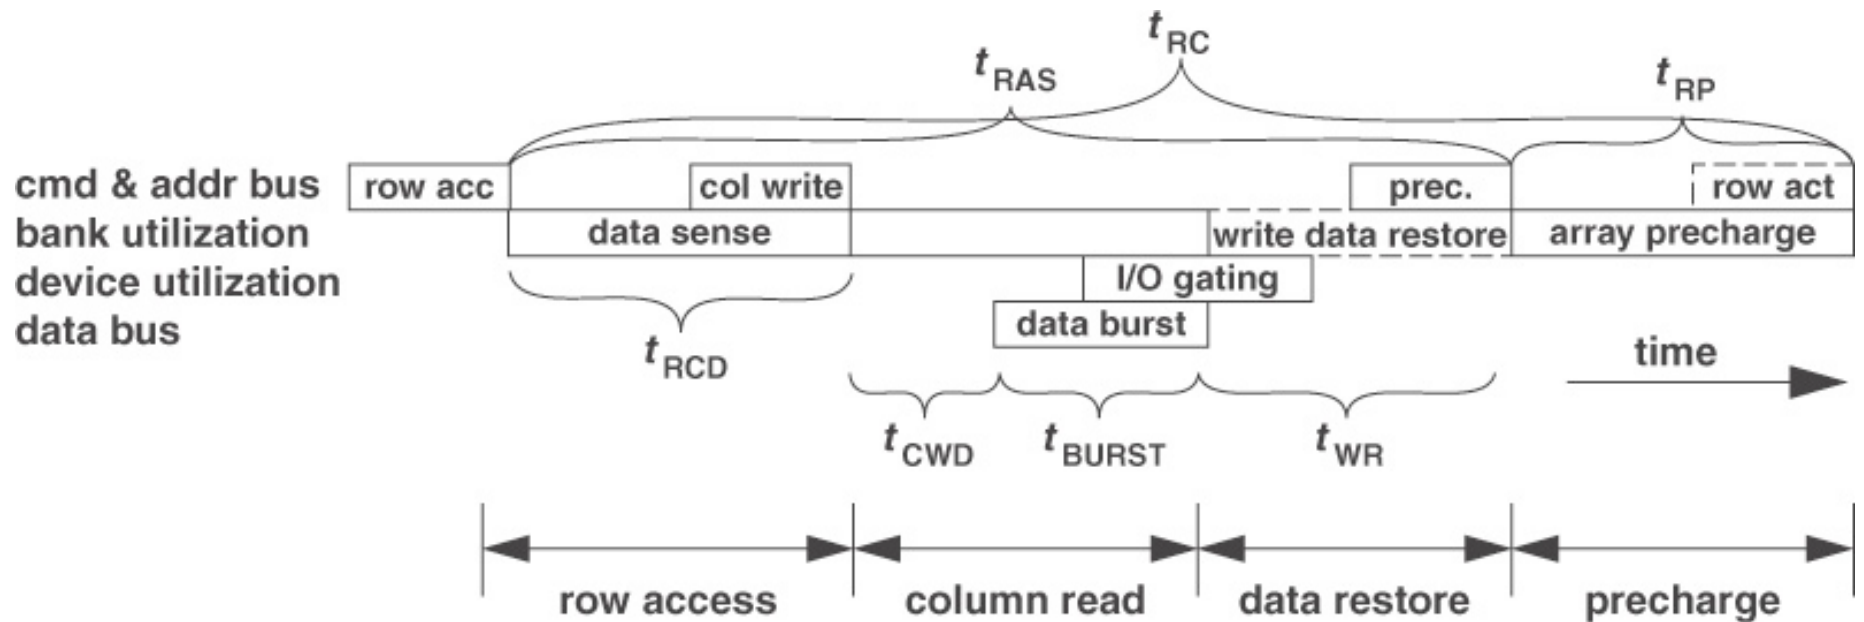 tRC
tRAS
tRP
cmd & addr bus row acc col write prec. row act
bank utilization data sense write data restore array precharge
device utilization I/O gating
data bus data burst
tRCD
time
tCWD tBURST tWR
row access column read data restore precharge